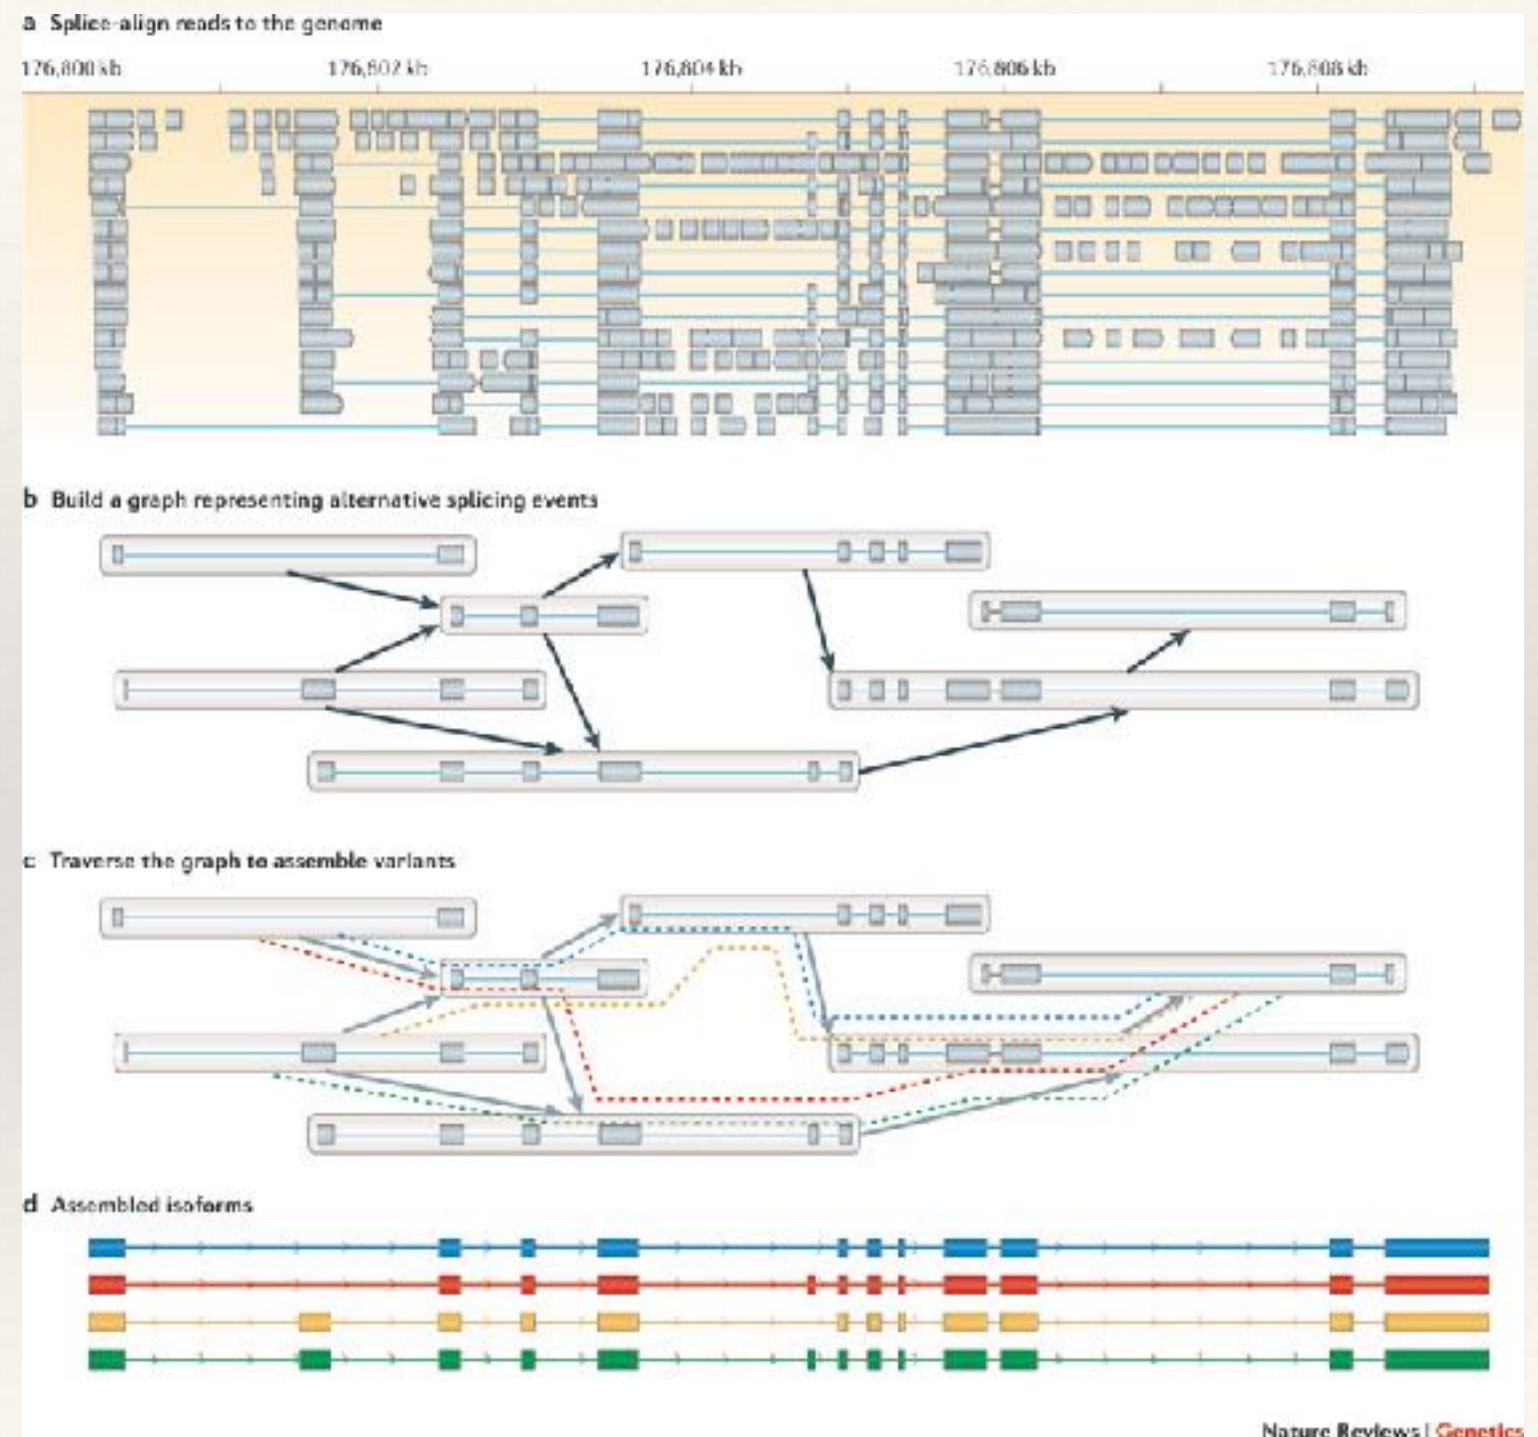 a Splice-align reads to the genome
176,800 kb 176,802 kb 176,804 kb 176,806 kb 176,808 kb
b Build a graph representing alternative splicing events
c Traverse the graph to assemble variants
d Assembled isoforms
Nature Reviews | Genetics